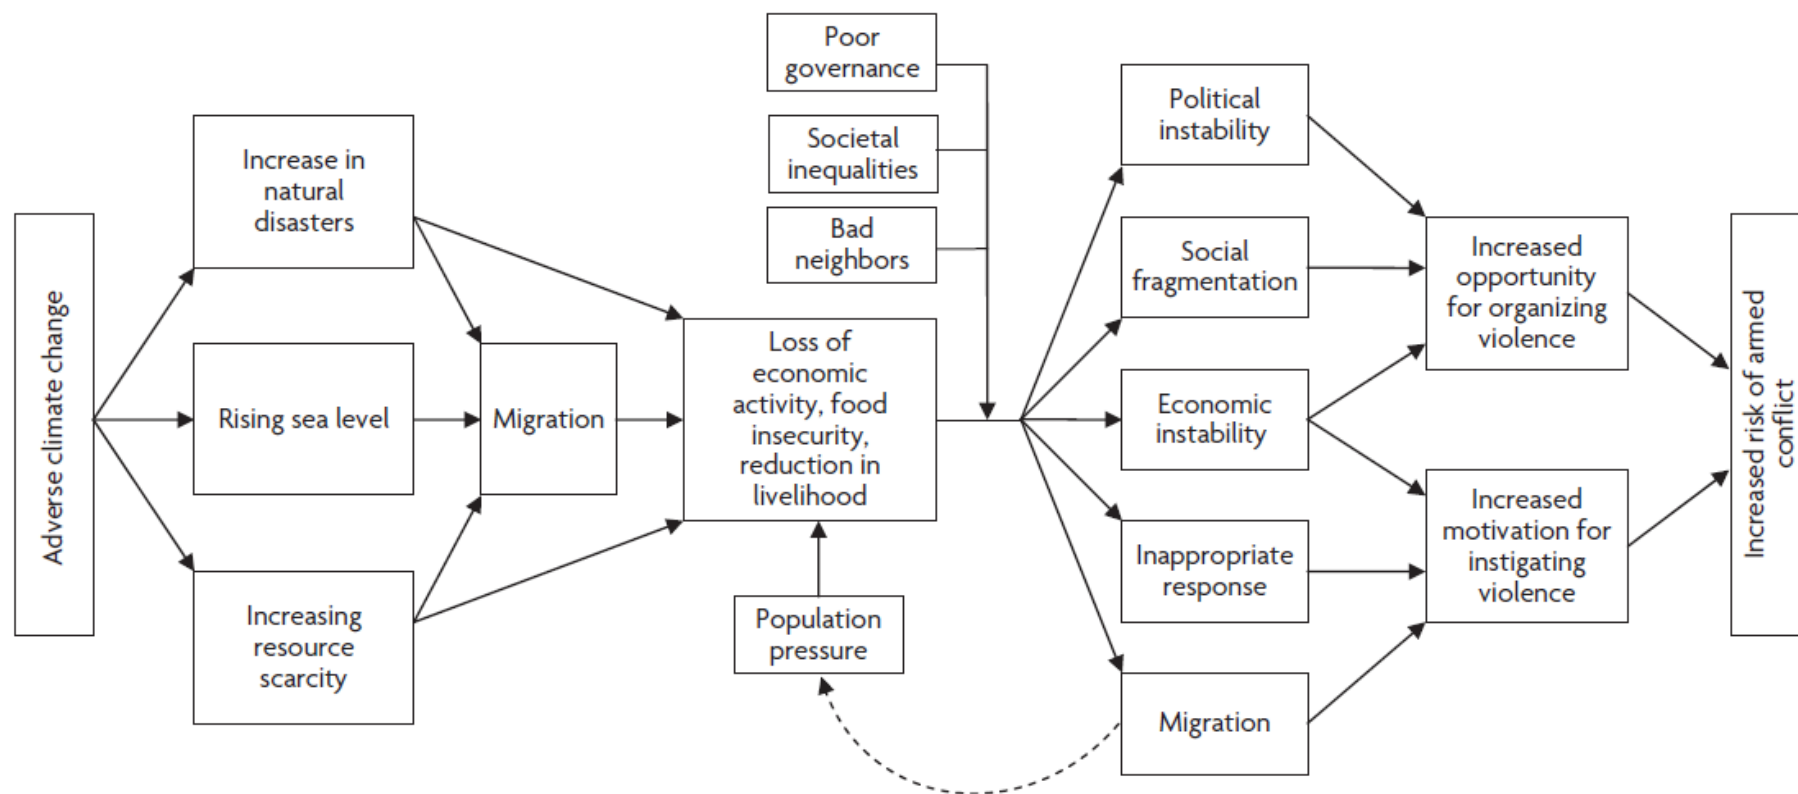 Adverse climate change
Increase in
natural
disasters
Rising sea level
Increasing
resource
scarcity
Migration
Poor
governance
Societal
inequalities
Bad
neighbors
Loss of
economic
activity, food
insecurity,
reduction in
livelihood
Population
pressure
Political
instability
Social
fragmentation
Economic
instability
Inappropriate
response
Migration
Increased
opportunity
for organizing
violence
Increased
motivation for
instigating
violence
Increased risk of armed
conflict